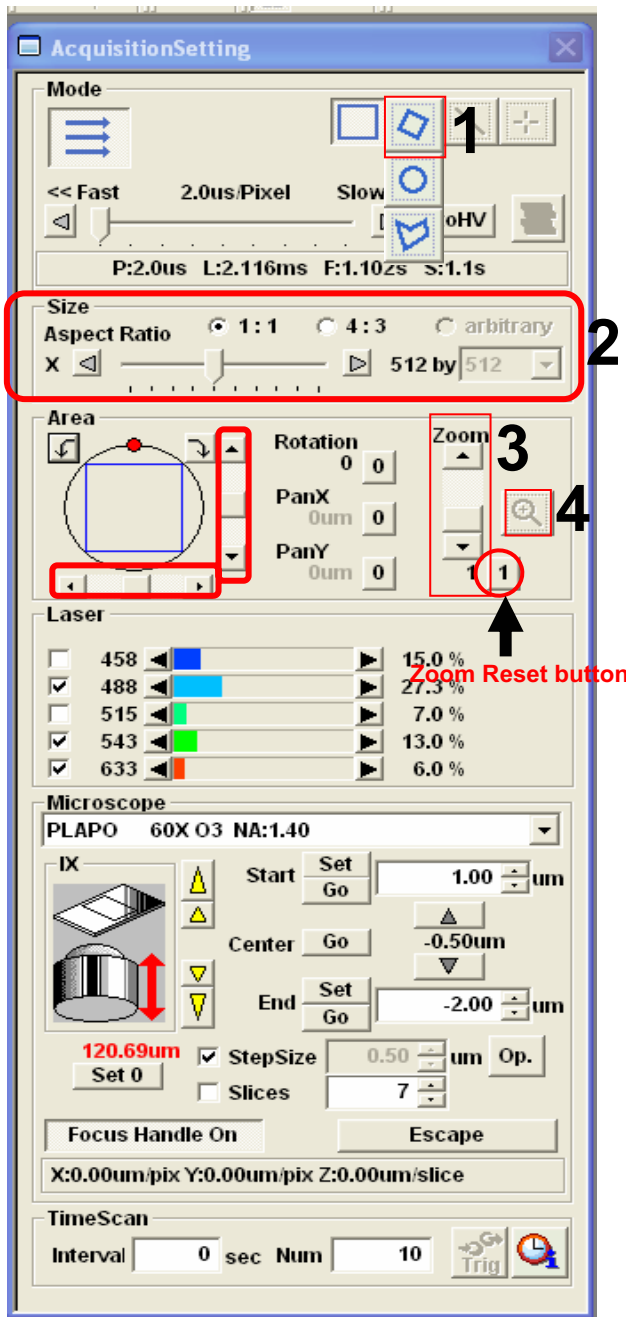 AcquisitionSetting
Mode
1
<< Fast 2.0us/Pixel Slow
oHV
P:2.0us L:2.116ms F:1.102s S:1.1s
Size
Aspect Ratio 1:1 4:3 arbitrary
X 512 by 512
2
Area
Rotation
0 0
PanX
0um 0
PanY
0um 0
Zoom
3
4
1 1
Zoom Reset button
Laser
458 15.0 %
488 27.3 %
515 7.0 %
543 13.0 %
633 6.0 %
Microscope
PLAPO 60X O3 NA:1.40
IX
Start Set Go 1.00 um
Center Go -0.50um
End Set Go -2.00 um
120.69um
Set 0
StepSize 0.50 um Op.
Slices 7
Focus Handle On Escape
X:0.00um/pix Y:0.00um/pix Z:0.00um/slice
TimeScan
Interval 0 sec Num 10
Trig